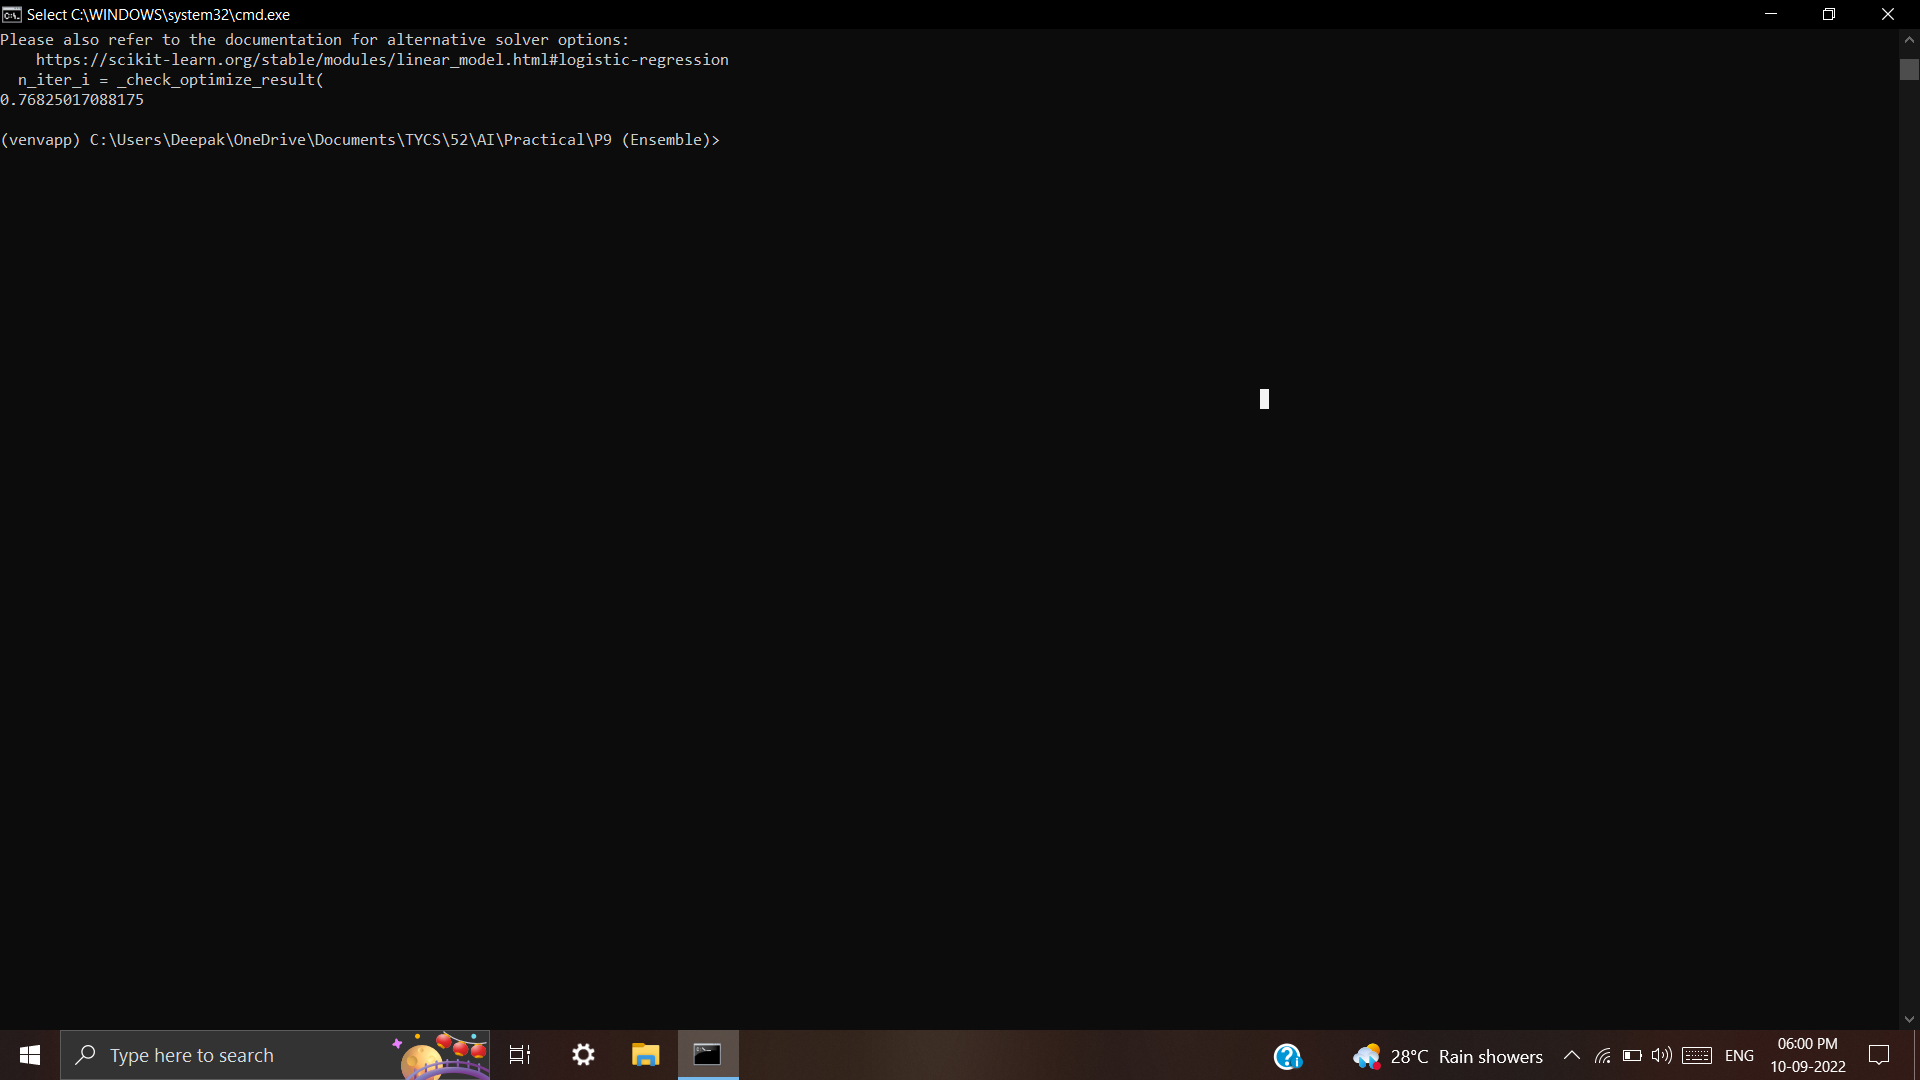 Select C:\WINDOWS\system32\cmd.exe
Please also refer to the documentation for alternative solver options:
    https://scikit-learn.org/stable/modules/linear_model.html#logistic-regression
  n_iter_i = _check_optimize_result(
0.76825017088175
(venvapp) C:\Users\Deepak\OneDrive\Documents\TYCS\52\AI\Practical\P9 (Ensemble)>
Type here to search
28°C Rain showers
ENG
06:00 PM
10-09-2022